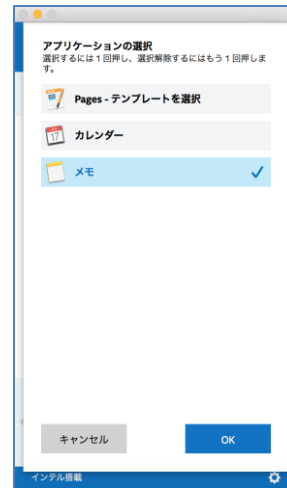 アプリケーションの選択
選択するには１回押し、選択解除するにはもう１回押しま
す。
Pages - テンプレートを選択
17
カレンダー
メモ
キャンセル
OK
インテル搭載